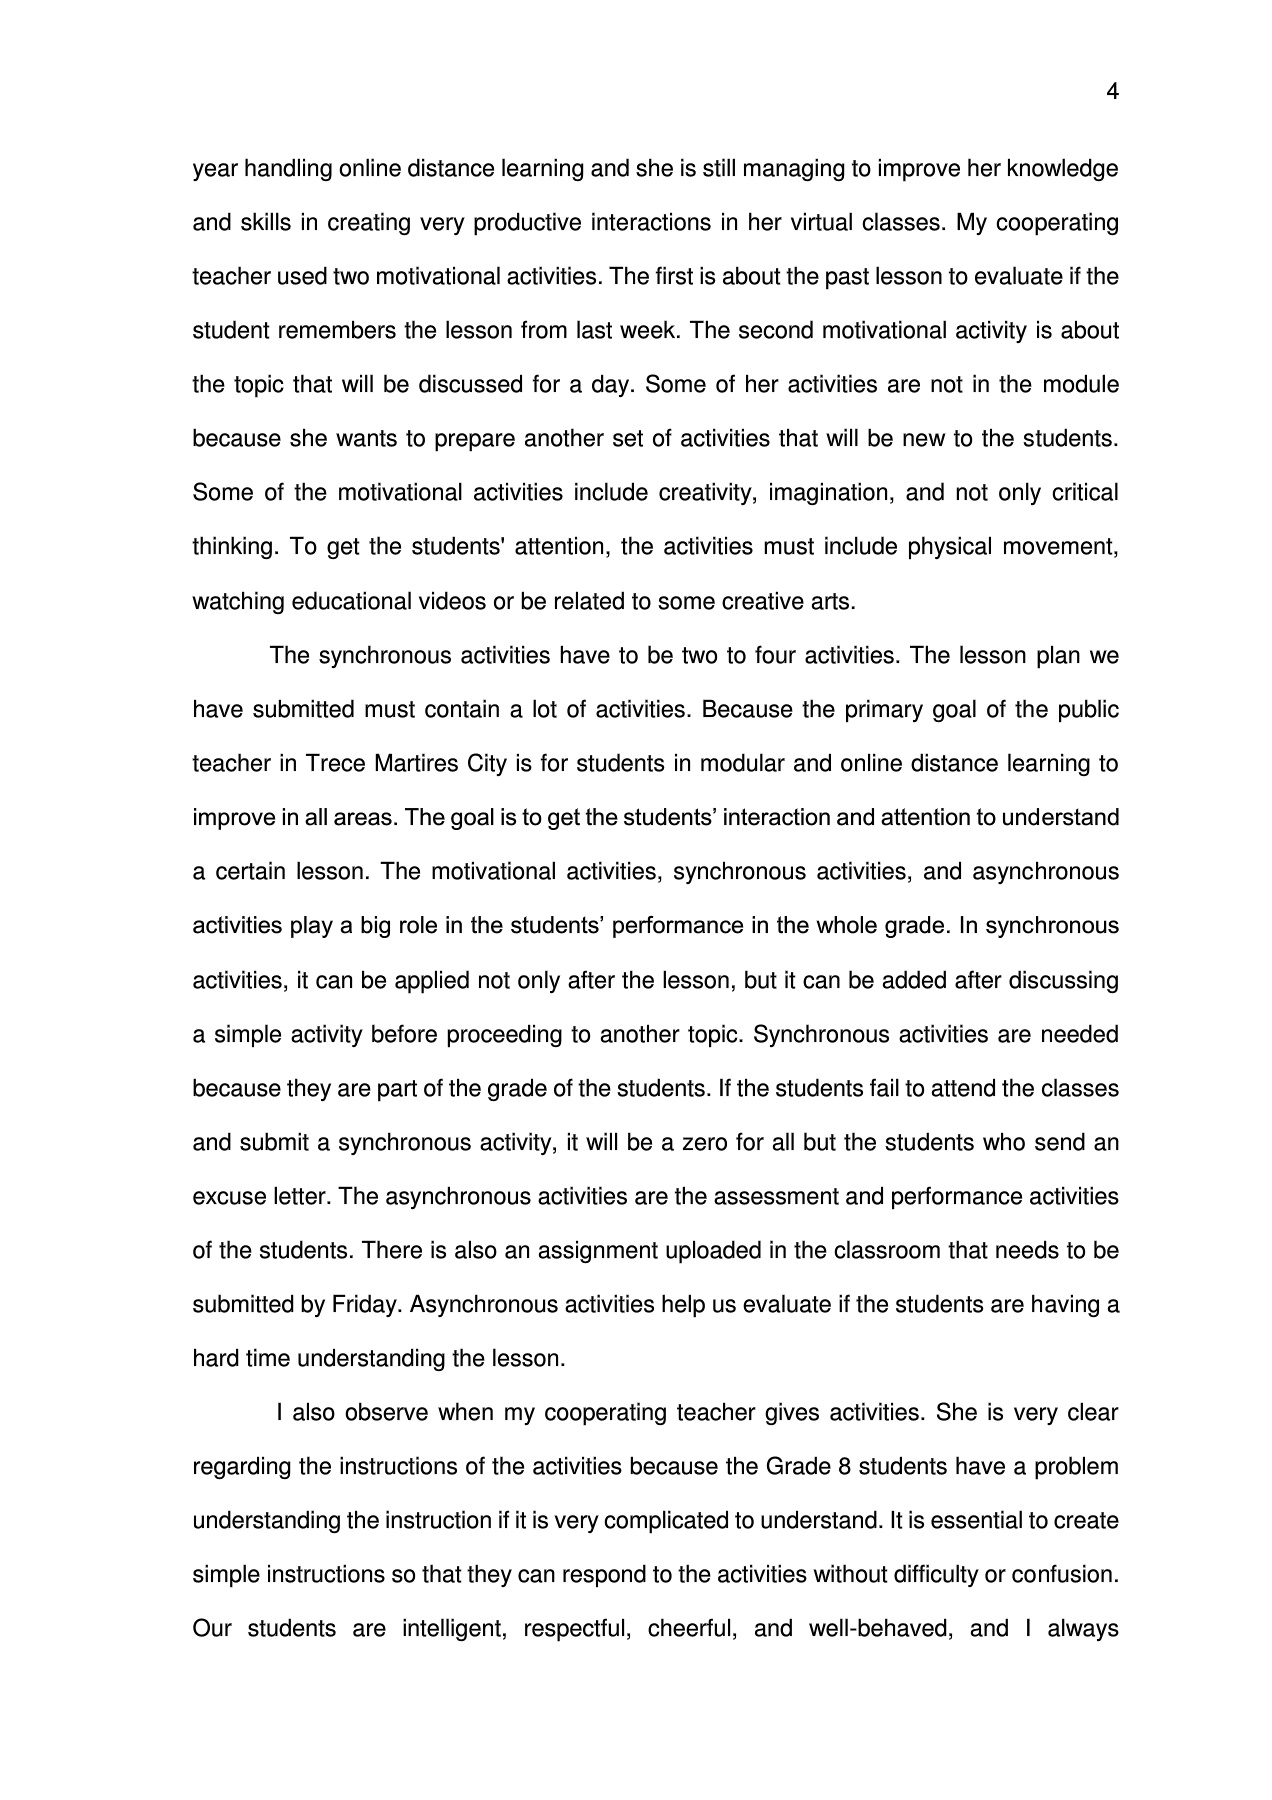 4
year handling online distance learning and she is still managing to improve her knowledge
and skills in creating very productive interactions in her virtual classes. My cooperating
teacher used two motivational activities. The first is about the past lesson to evaluate if the
student remembers the lesson from last week. The second motivational activity is about
the topic that will be discussed for a day. Some of her activities are not in the module
because she wants to prepare another set of activities that will be new to the students.
Some of the motivational activities include creativity, imagination, and not only critical
thinking. To get the students' attention, the activities must include physical movement,
watching educational videos or be related to some creative arts.
The synchronous activities have to be two to four activities. The lesson plan we
have submitted must contain a lot of activities. Because the primary goal of the public
teacher in Trece Martires City is for students in modular and online distance learning to
improve in all areas. The goal is to get the students’ interaction and attention to understand
a certain lesson. The motivational activities, synchronous activities, and asynchronous
activities play a big role in the students’ performance in the whole grade. In synchronous
activities, it can be applied not only after the lesson, but it can be added after discussing
a simple activity before proceeding to another topic. Synchronous activities are needed
because they are part of the grade of the students. If the students fail to attend the classes
and submit a synchronous activity, it will be a zero for all but the students who send an
excuse letter. The asynchronous activities are the assessment and performance activities
of the students. There is also an assignment uploaded in the classroom that needs to be
submitted by Friday. Asynchronous activities help us evaluate if the students are having a
hard time understanding the lesson.
I also observe when my cooperating teacher gives activities. She is very clear
regarding the instructions of the activities because the Grade 8 students have a problem
understanding the instruction if it is very complicated to understand. It is essential to create
simple instructions so that they can respond to the activities without difficulty or confusion.
Our students are intelligent, respectful, cheerful, and well-behaved, and I always